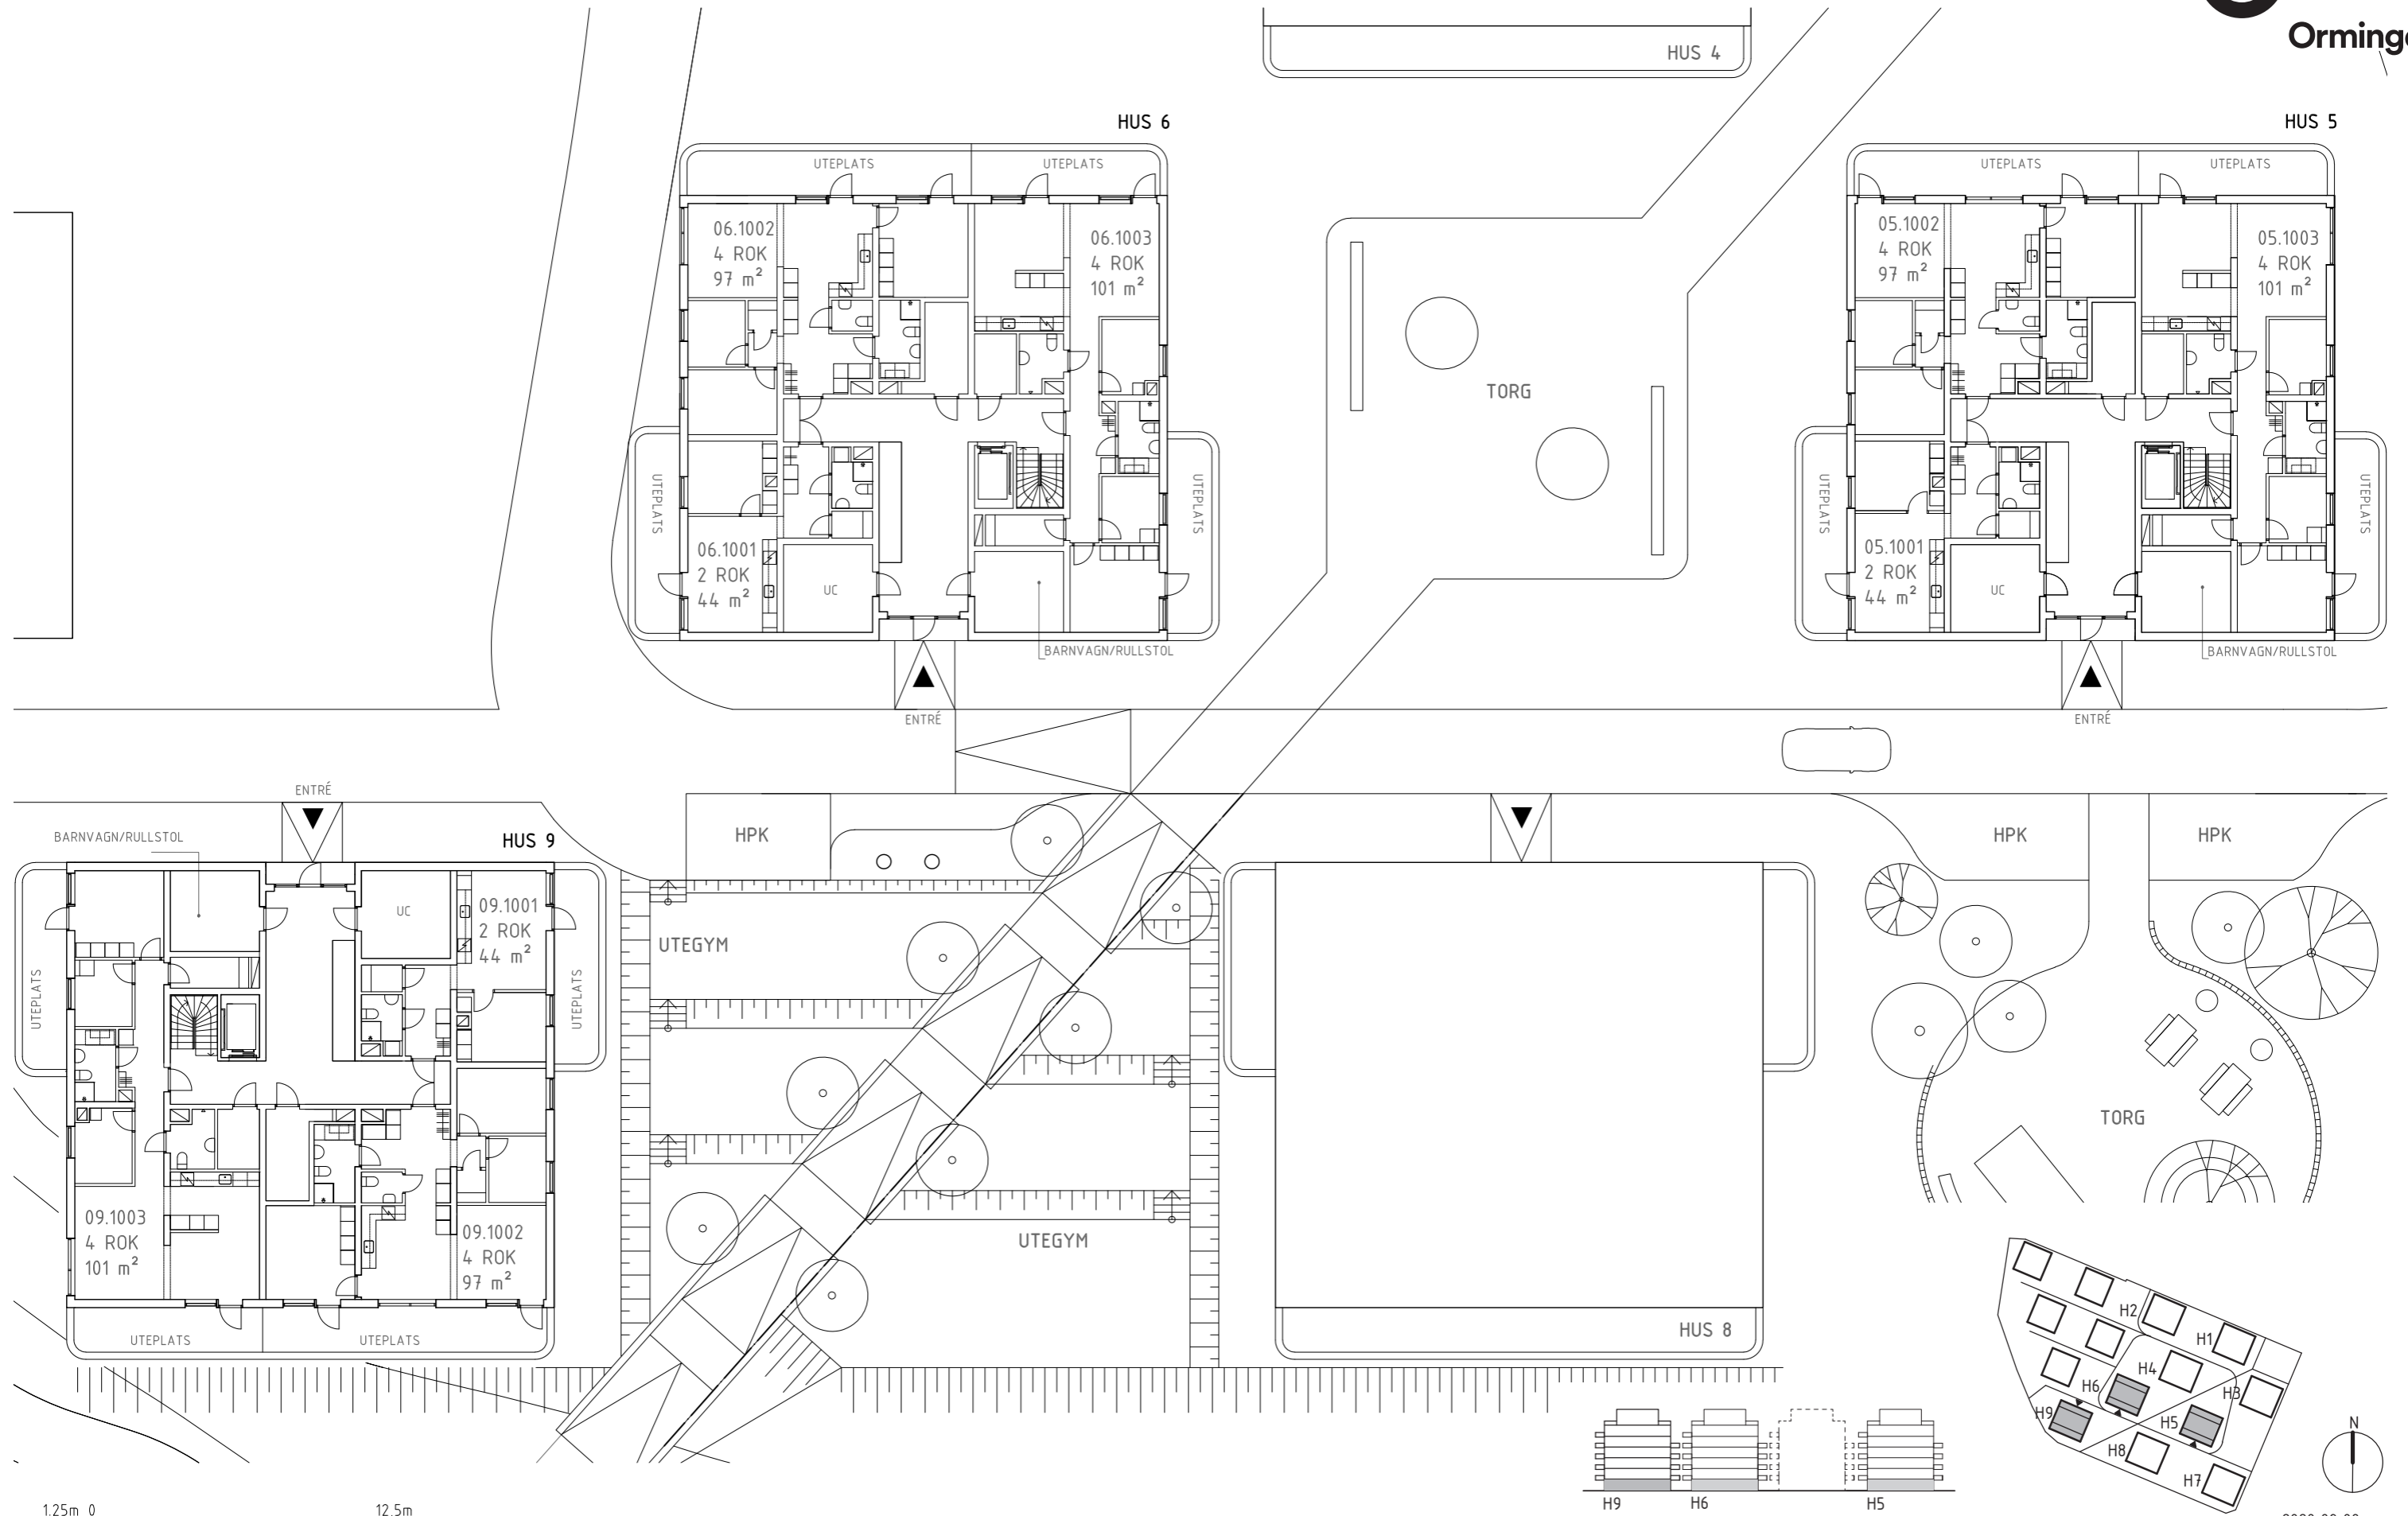 Orminge
HUS 4
HUS 6
HUS 5
UTEPLATS
UTEPLATS
UTEPLATS
UTEPLATS
06.1002
4 ROK
97 m²
06.1003
4 ROK
101 m²
05.1002
4 ROK
97 m²
05.1003
4 ROK
101 m²
TORG
UTEPLATS
UTEPLATS
UTEPLATS
UTEPLATS
06.1001
2 ROK
44 m²
UC
05.1001
2 ROK
44 m²
UC
BARNVAGN/RULLSTOL
BARNVAGN/RULLSTOL
ENTRÉ
ENTRÉ
ENTRÉ
BARNVAGN/RULLSTOL
HUS 9
HPK
HPK
HPK
UC
09.1001
2 ROK
44 m²
UTEGYM
UTEPLATS
UTEPLATS
TORG
09.1003
4 ROK
101 m²
09.1002
4 ROK
97 m²
UTEGYM
UTEPLATS
UTEPLATS
HUS 8
H2
H1
H4
H6
H3
H9
H5
H8
H7
N
H9
H6
H5
1.25m 0
12.5m